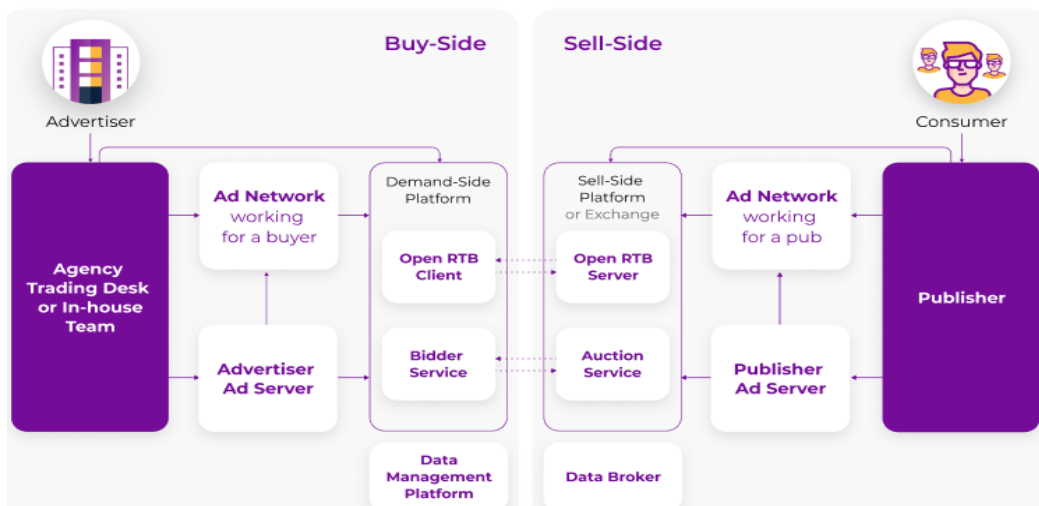 Buy-Side
Sell-Side
Advertiser
Consumer
Agency
Trading Desk
or In-house
Team
Ad Network
working
for a buyer
Advertiser
Ad Server
Demand-Side
Platform
Open RTB
Client
Bidder
Service
Data
Management
Platform
Sell-Side
Platform
or Exchange
Open RTB
Server
Auction
Service
Data Broker
Ad Network
working
for a pub
Publisher
Ad Server
Publisher